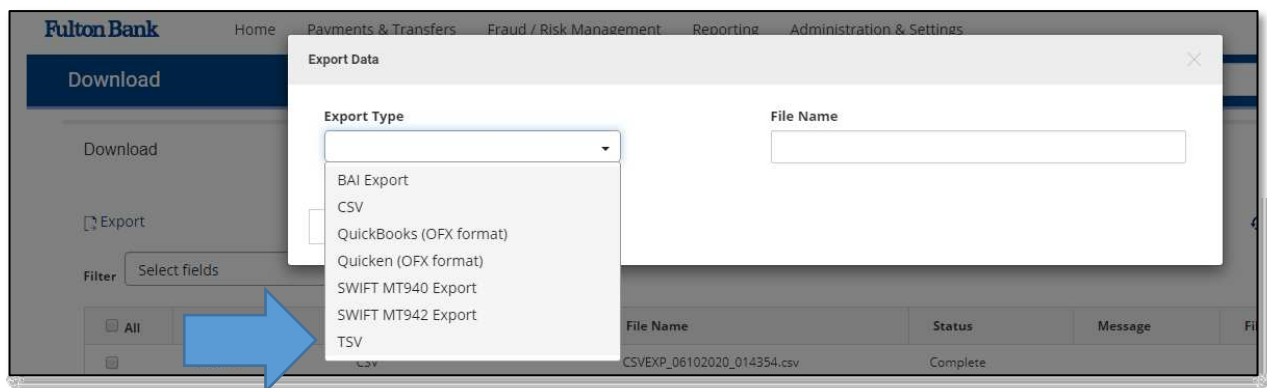 Fulton Bank Home Payments & Transfers Fraud / Risk Management Reporting Administration & Settings
Export Data
Download
Export Type File Name
Download
BAI Export
CSV
Export QuickBooks (OFX format)
Quicken (OFX format)
Filter Select fields
SWIFT MT940 Export
SWIFT MT942 Export
All File Name Status Message
TSV
CSV CSVEXP_06102020_014354.csv Complete